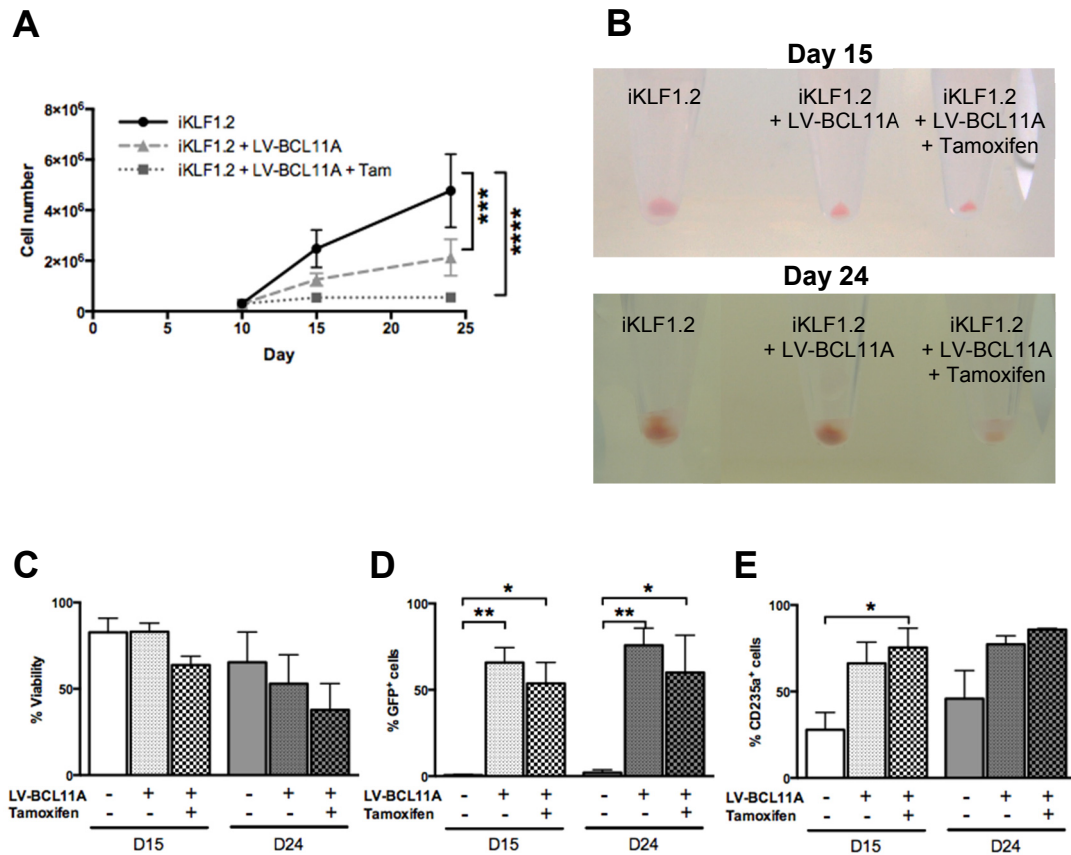 A
8×10⁶
6×10⁶
4×10⁶
2×10⁶
0
Cell number
0 5 10 15 20 25
Day
iKLF1.2
iKLF1.2 + LV-BCL11A
iKLF1.2 + LV-BCL11A + Tam
***
****
B
Day 15
iKLF1.2
iKLF1.2
+ LV-BCL11A
iKLF1.2
+ LV-BCL11A
+ Tamoxifen
Day 24
iKLF1.2
iKLF1.2
+ LV-BCL11A
iKLF1.2
+ LV-BCL11A
+ Tamoxifen
C
100
50
0
% Viability
LV-BCL11A - + + - + +
Tamoxifen + +
D15 D24
D
100
50
0
% GFP⁺ cells
* *
** **
LV-BCL11A - + + - + +
Tamoxifen + +
D15 D24
E
100
50
0
% CD235a⁺ cells
*
LV-BCL11A - + + - + +
Tamoxifen - - + - - +
D15 D24